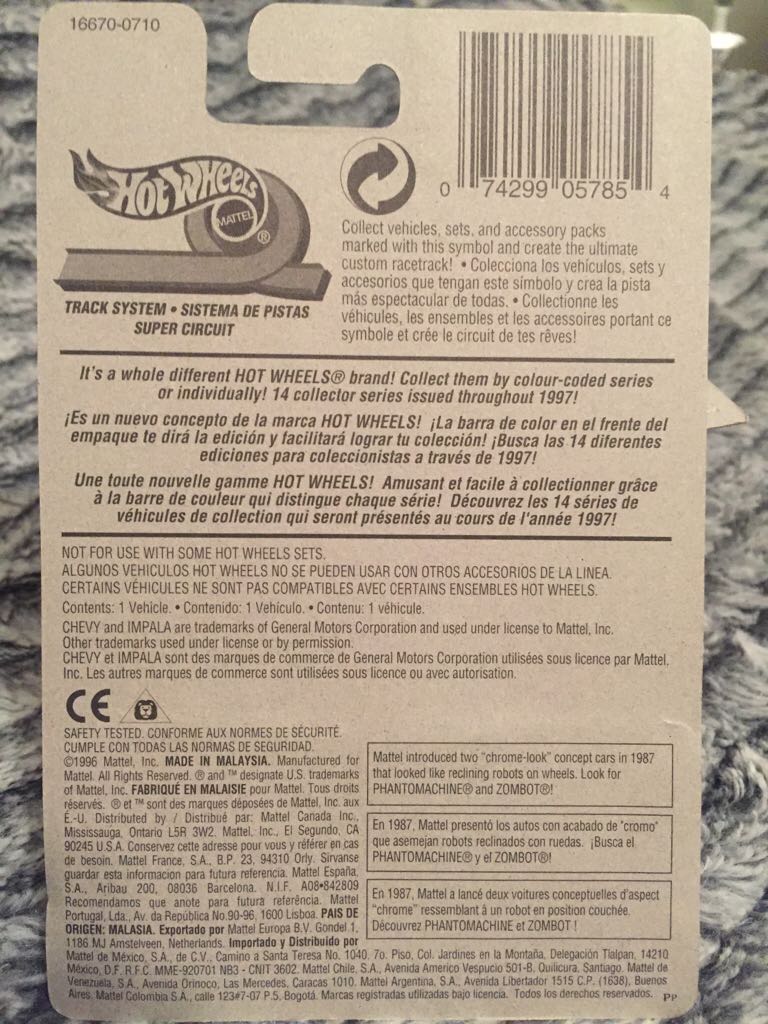 16670-0710
0 74299 05785 4
HOT WHEELS
MATTEL
®
TRACK SYSTEM • SISTEMA DE PISTAS
SUPER CIRCUIT
Collect vehicles, sets, and accessory packs
marked with this symbol and create the ultimate
custom racetrack! • Colecciona los vehículos, sets y
accesorios que tengan este símbolo y crea la pista
más espectacular de todas. • Collectionne les
véhicules, les ensembles et les accessoires portant ce
symbole et crée le circuit de tes rêves!
It's a whole different HOT WHEELS® brand! Collect them by colour-coded series
or individually! 14 collector series issued throughout 1997!
¡Es un nuevo concepto de la marca HOT WHEELS! ¡La barra de color en el frente del
empaque te dirá la edición y facilitará lograr tu colección! ¡Busca las 14 diferentes
ediciones para coleccionistas a través de 1997!
Une toute nouvelle gamme HOT WHEELS! Amusant et facile à collectionner grâce
à la barre de couleur qui distingue chaque série! Découvrez les 14 séries de
véhicules de collection qui seront présentés au cours de l'année 1997!
NOT FOR USE WITH SOME HOT WHEELS SETS.
ALGUNOS VEHICULOS HOT WHEELS NO SE PUEDEN USAR CON OTROS ACCESORIOS DE LA LINEA.
CERTAINS VÉHICULES NE SONT PAS COMPATIBLES AVEC CERTAINS ENSEMBLES HOT WHEELS.
Contents: 1 Vehicle. • Contenido: 1 Vehículo. • Contenu: 1 véhicule.
CHEVY and IMPALA are trademarks of General Motors Corporation and used under license to Mattel, Inc.
Other trademarks used under license or by permission.
CHEVY et IMPALA sont des marques de commerce de General Motors Corporation utilisées sous licence par Mattel,
Inc. Les autres marques de commerce sont utilisées sous licence ou avec autorisation.
CE
SAFETY TESTED. CONFORME AUX NORMES DE SÉCURITÉ.
CUMPLE CON TODAS LAS NORMAS DE SEGURIDAD.
©1996 Mattel, Inc. MADE IN MALAYSIA. Manufactured for
Mattel. All Rights Reserved. ® and ™ designate U.S. trademarks
of Mattel, Inc. FABRIQUÉ EN MALAISIE pour Mattel. Tous droits
réservés. ® et ™ sont des marques déposées de Mattel, Inc. aux
É.-U. Distributed by / Distribué par: Mattel Canada Inc.,
Mississauga, Ontario L5R 3W2. Mattel, Inc., El Segundo, CA
90245 U.S.A. Conservez cette adresse pour vous y référer en cas
de besoin. Mattel France, S.A., B.P. 23, 94310 Orly. Sirvanse
guardar esta informacion para futura referencia. Mattel España,
S.A., Aribau 200, 08036 Barcelona. N.I.F. A08•842809
Recomendamos que anote para futura referência. Mattel
Portugal, Lda., Av. da República No.90-96, 1600 Lisboa. PAIS DE
ORIGEN: MALASIA. Exportado por Mattel Europa B.V. Gondel 1,
1186 MJ Amstelveen, Netherlands. Importado y Distribuido por
Mattel de México, S.A., de C.V., Camino a Santa Teresa No. 1040, 7o. Piso, Col. Jardines en la Montaña, Delegación Tlalpan, 14210
México, D.F. R.F.C. MME-920701 NB3 - CNIT 3602. Mattel Chile, S.A., Avenida Americo Vespucio 501-B, Quilicura, Santiago. Mattel de
Venezuela, S.A., Avenida Orinoco, Las Mercedes, Caracas 1010. Mattel Argentina, S.A., Avenida Libertador 1515 C.P. (1638), Buenos
Aires. Mattel Colombia S.A., calle 123#7-07 P.5. Bogotá. Marcas registradas utilizadas bajo licencia. Todos los derechos reservados. PP
Mattel introduced two "chrome-look" concept cars in 1987
that looked like reclining robots on wheels. Look for
PHANTOMACHINE® and ZOMBOT®!
En 1987, Mattel presentó los autos con acabado de "cromo"
que asemejan robots reclinados con ruedas. ¡Busca el
PHANTOMACHINE® y el ZOMBOT®!
En 1987, Mattel a lancé deux voitures conceptuelles d'aspect
"chrome" ressemblant à un robot en position couchée.
Découvrez PHANTOMACHINE et ZOMBOT !